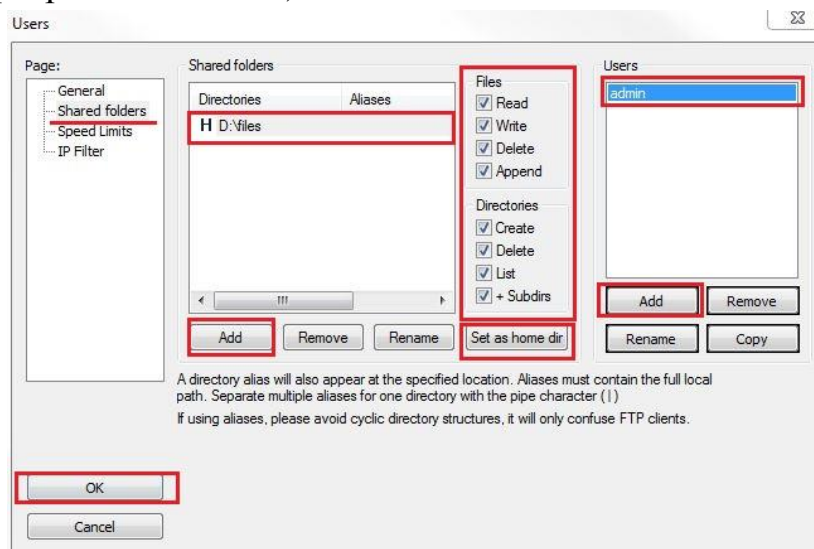 Users
Page:
General
Shared folders
Speed Limits
IP Filter
Shared folders
Directories Aliases
H D:\files
Add Remove Rename
Files
Read
Write
Delete
Append
Directories
Create
Delete
List
+ Subdirs
Set as home dir
Users
admin
Add Remove
Rename Copy
A directory alias will also appear at the specified location. Aliases must contain the full local
path. Separate multiple aliases for one directory with the pipe character (|)
If using aliases, please avoid cyclic directory structures, it will only confuse FTP clients.
OK
Cancel